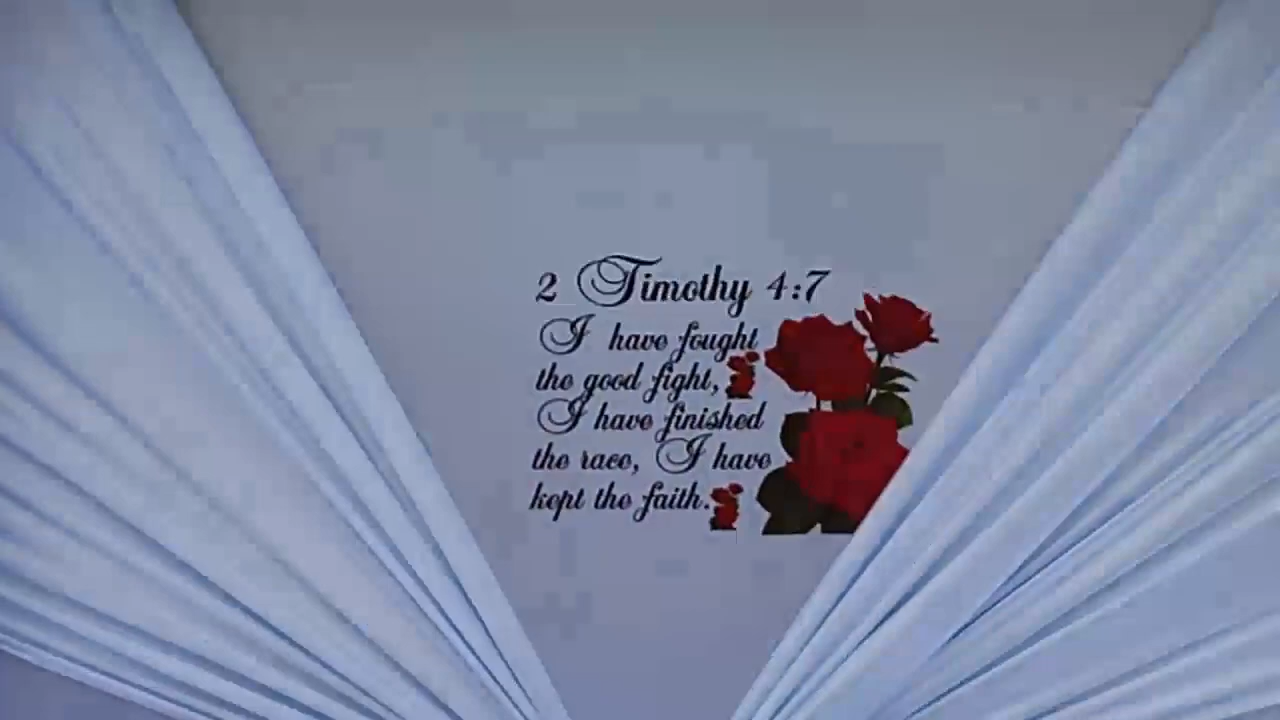 2 Timothy 4:7
I have fought
the good fight,
I have finished
the race, I have
kept the faith.